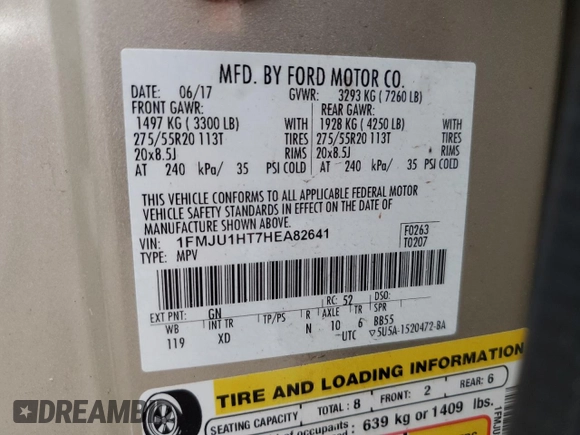 MFD. BY FORD MOTOR CO.
DATE: 06/17 GVWR: 3293 KG ( 7260 LB)
FRONT GAWR: REAR GAWR:
1497 KG ( 3300 LB) WITH 1928 KG ( 4250 LB) WITH
275/55R20 113T TIRES 275/55R20 113T TIRES
20x8.5J RIMS 20x8.5J RIMS
AT 240 kPa/ 35 PSI COLD AT 240 kPa/ 35 PSI COLD
THIS VEHICLE CONFORMS TO ALL APPLICABLE FEDERAL MOTOR
VEHICLE SAFETY STANDARDS IN EFFECT ON THE DATE OF
MANUFACTURE SHOWN ABOVE.
VIN: 1FMJU1HT7HEA82641 F0263
TYPE: MPV T0207
EXT PNT: GN RC: 52 DSO:
WB INT TR TP/PS R AXLE TR SPR BB55
119 XD N 10 6
UTC ▽5U5A-1520472-BA
TIRE AND LOADING INFORMATION
SEATING CAPACITY TOTAL: 8 FRONT: 2 REAR: 6
of occupants: 639 kg or 1409 lbs.
1FMJU